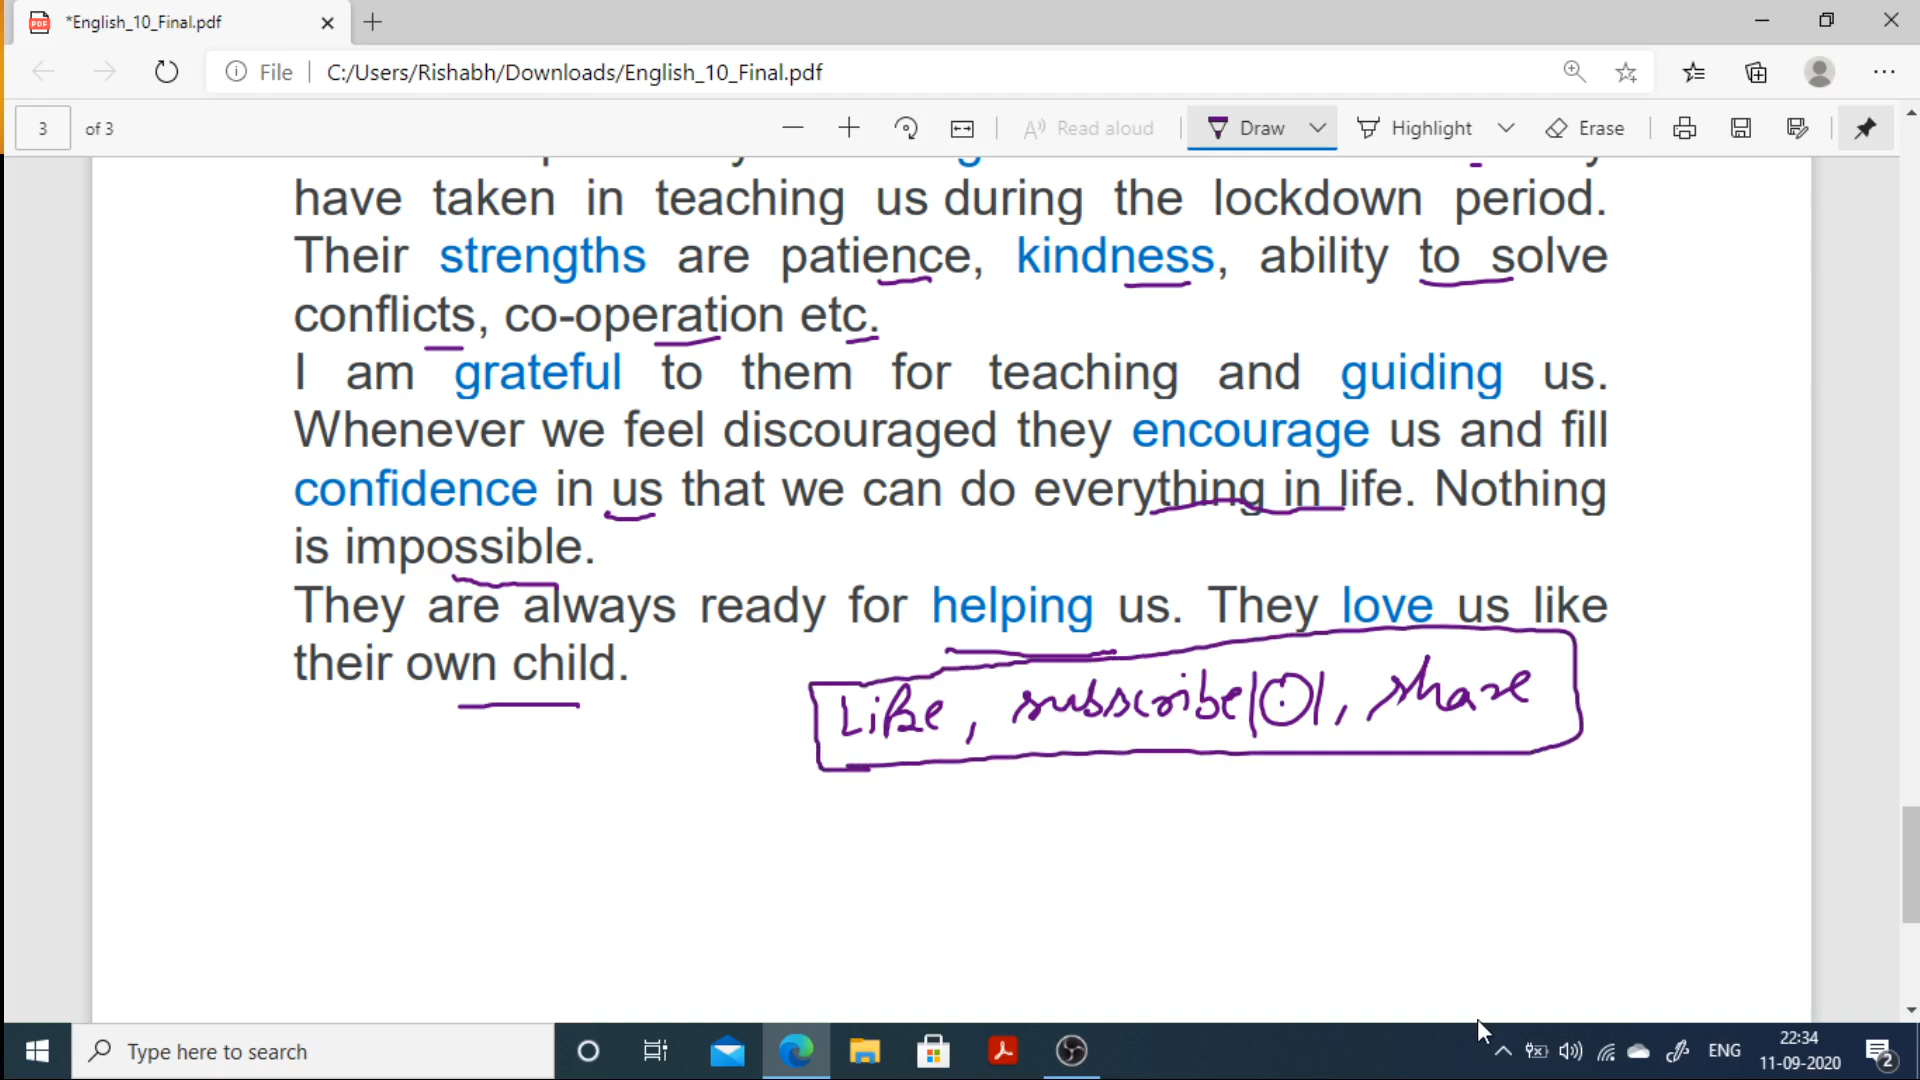 *English_10_Final.pdf
File C:/Users/Rishabh/Downloads/English_10_Final.pdf
3 of 3 Read aloud Draw Highlight Erase
have taken in teaching us during the lockdown period.
Their strengths are patience, kindness, ability to solve
conflicts, co-operation etc.
I am grateful to them for teaching and guiding us.
Whenever we feel discouraged they encourage us and fill
confidence in us that we can do everything in life. Nothing
is impossible.
They are always ready for helping us. They love us like
their own child.
Like, subscribe, share
Type here to search
ENG
22:34
11-09-2020
2